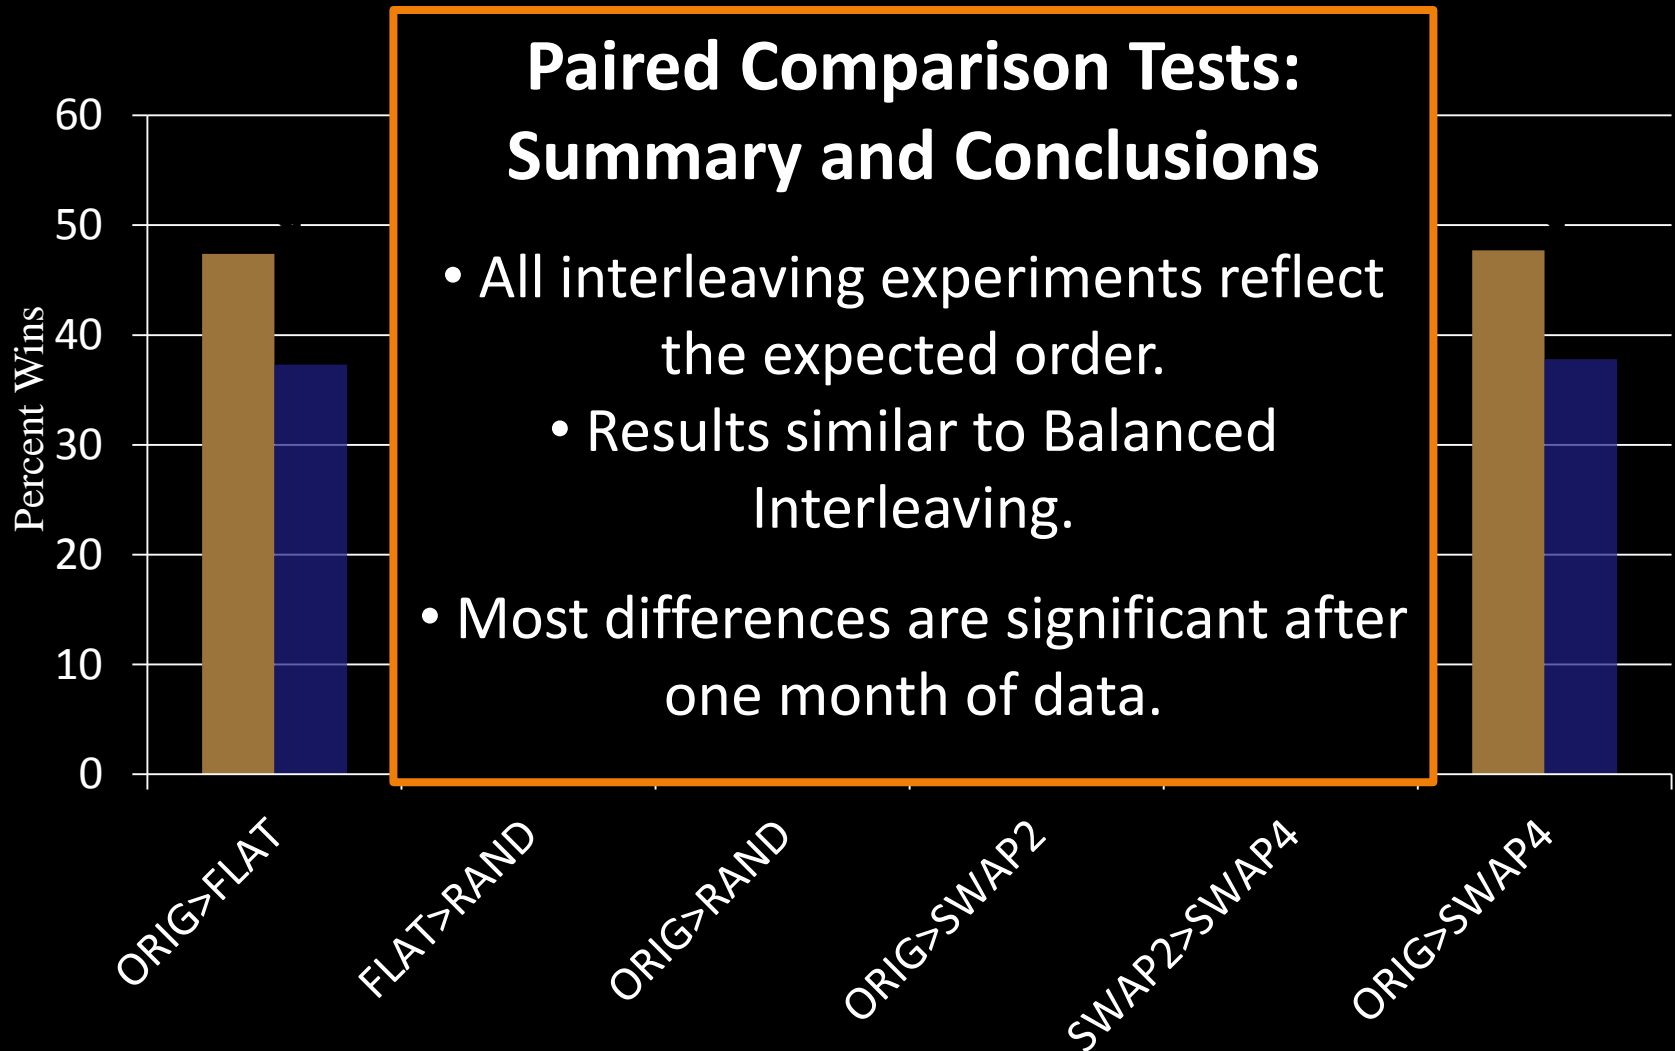 Paired Comparison Tests:
Summary and Conclusions
• All interleaving experiments reflect
the expected order.
• Results similar to Balanced
Interleaving.
• Most differences are significant after
one month of data.
Percent Wins
60
50
40
30
20
10
0
ORIG>FLAT
FLAT>RAND
ORIG>RAND
ORIG>SWAP2
SWAP2>SWAP4
ORIG>SWAP4